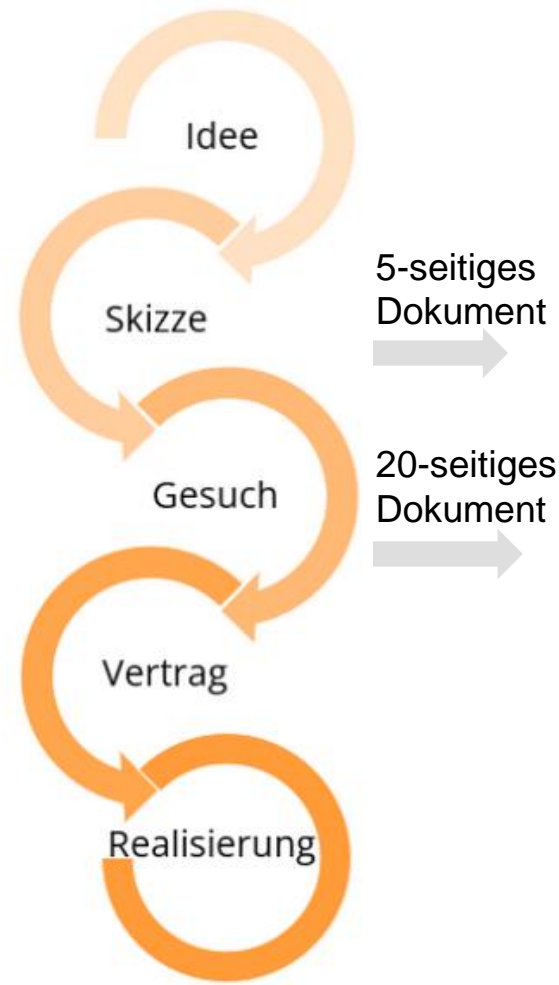 Idee
5-seitiges
Dokument
Skizze
20-seitiges
Dokument
Gesuch
Vertrag
Realisierung